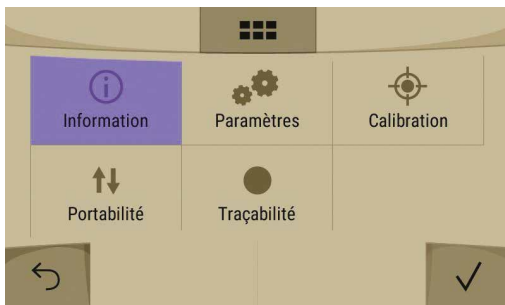 Information
Paramètres
Calibration
Portabilité
Traçabilité